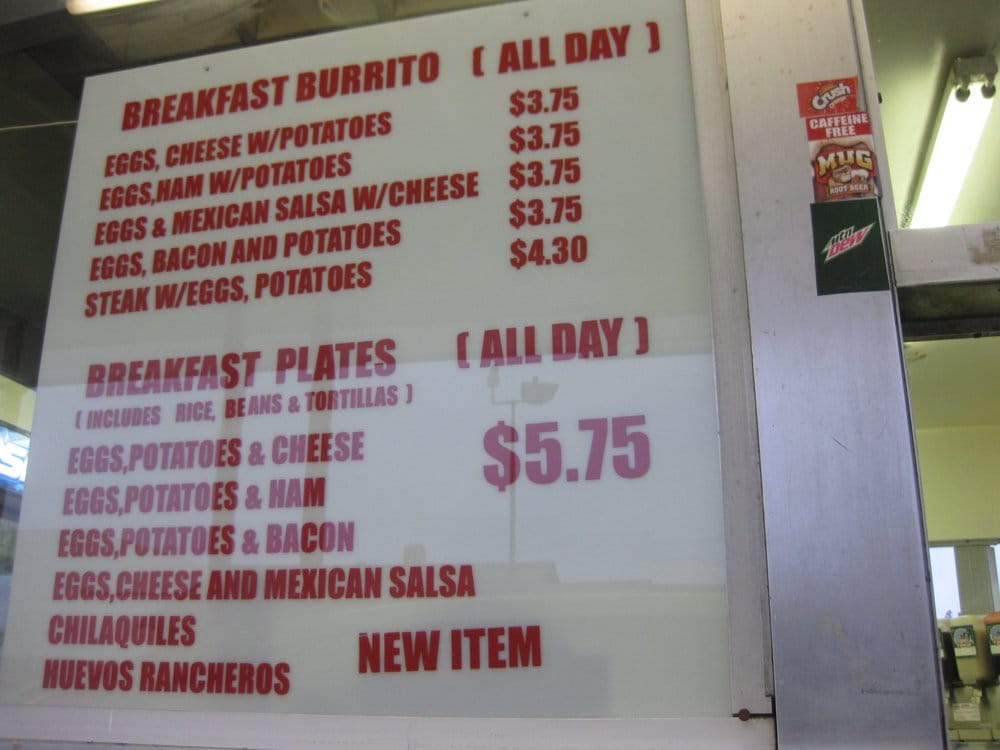 BREAKFAST BURRITO ( ALL DAY )
EGGS, CHEESE W/POTATOES $3.75
EGGS,HAM W/POTATOES $3.75
EGGS & MEXICAN SALSA W/CHEESE $3.75
EGGS, BACON AND POTATOES $3.75
STEAK W/EGGS, POTATOES $4.30
BREAKFAST PLATES ( ALL DAY )
( INCLUDES RICE, BEANS & TORTILLAS )
EGGS,POTATOES & CHEESE $5.75
EGGS,POTATOES & HAM
EGGS,POTATOES & BACON
EGGS,CHEESE AND MEXICAN SALSA
CHILAQUILES
HUEVOS RANCHEROS NEW ITEM
Crush
CAFFEINE
FREE
MUG
ROOT BEER
mtn
DEW